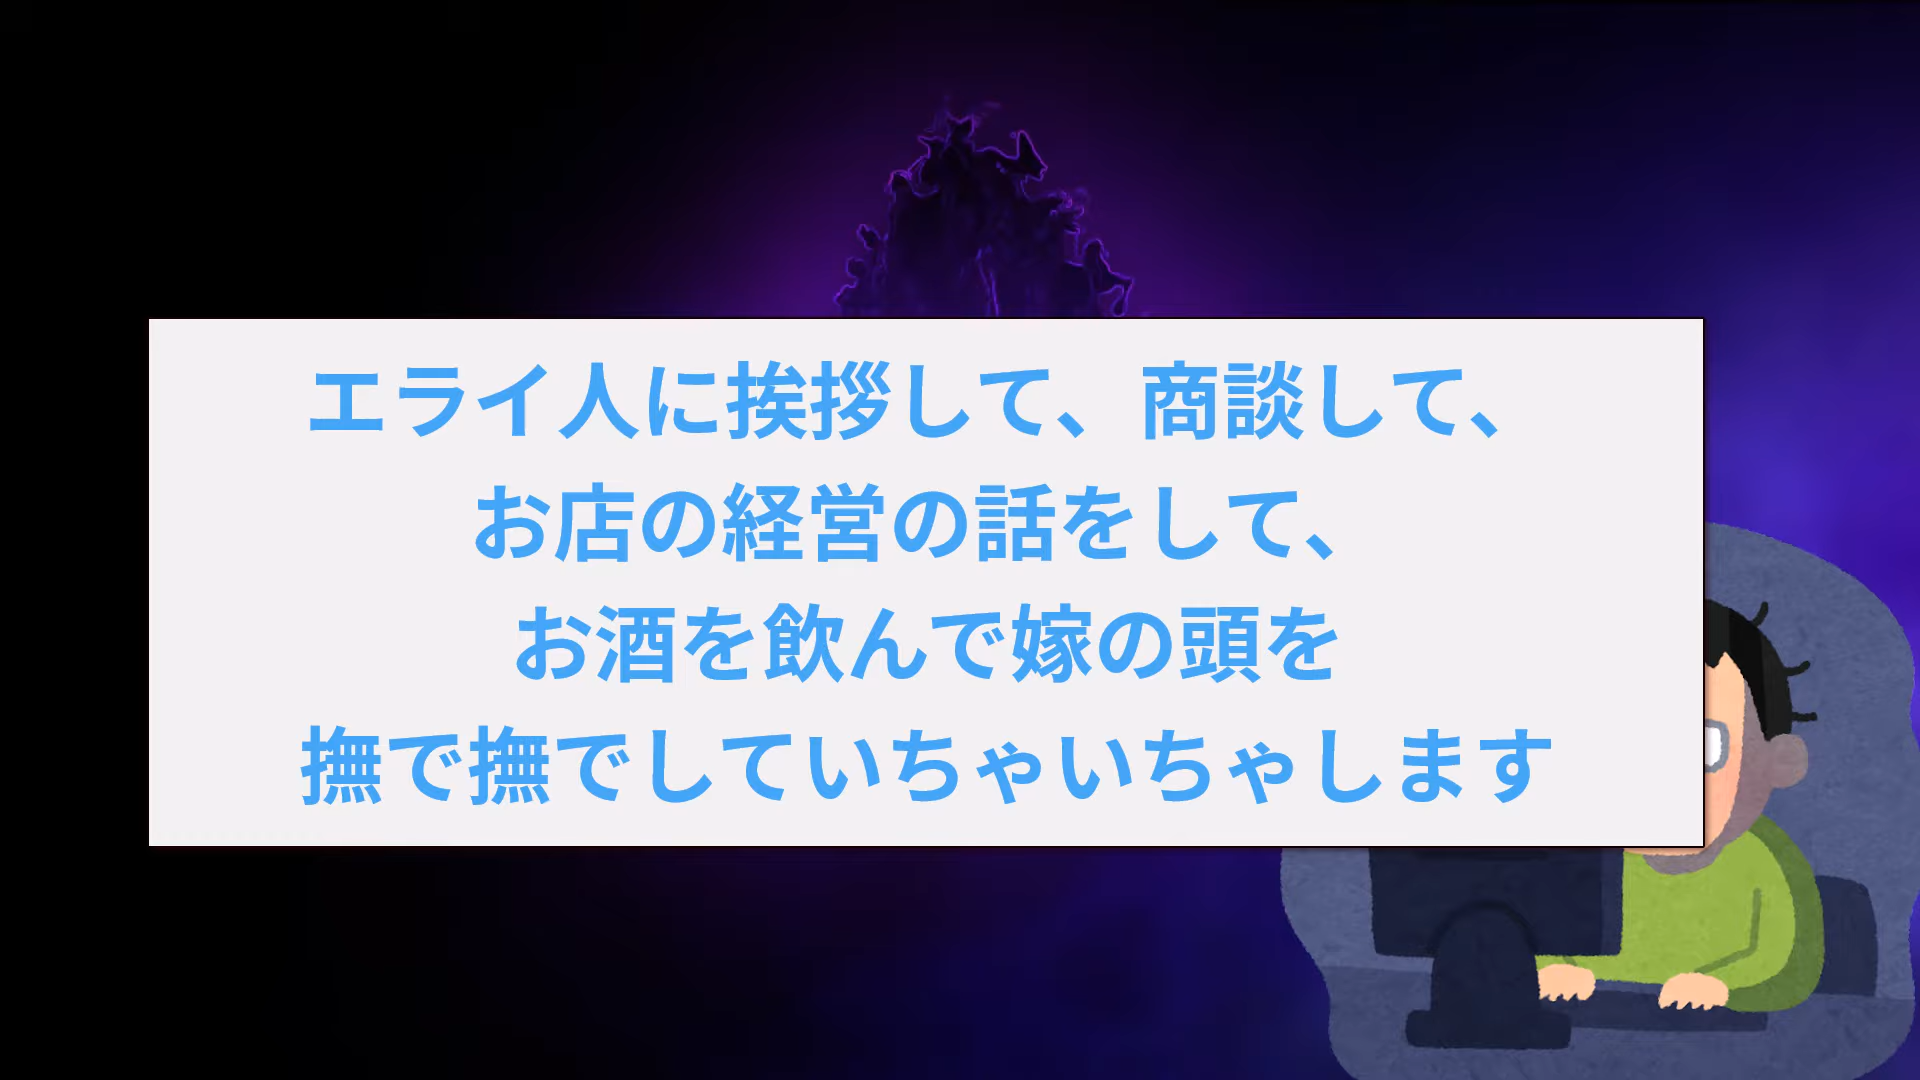 エライ人に挨拶して、商談して、
お店の経営の話をして、
お酒を飲んで嫁の頭を
撫で撫でしていちゃいちゃします